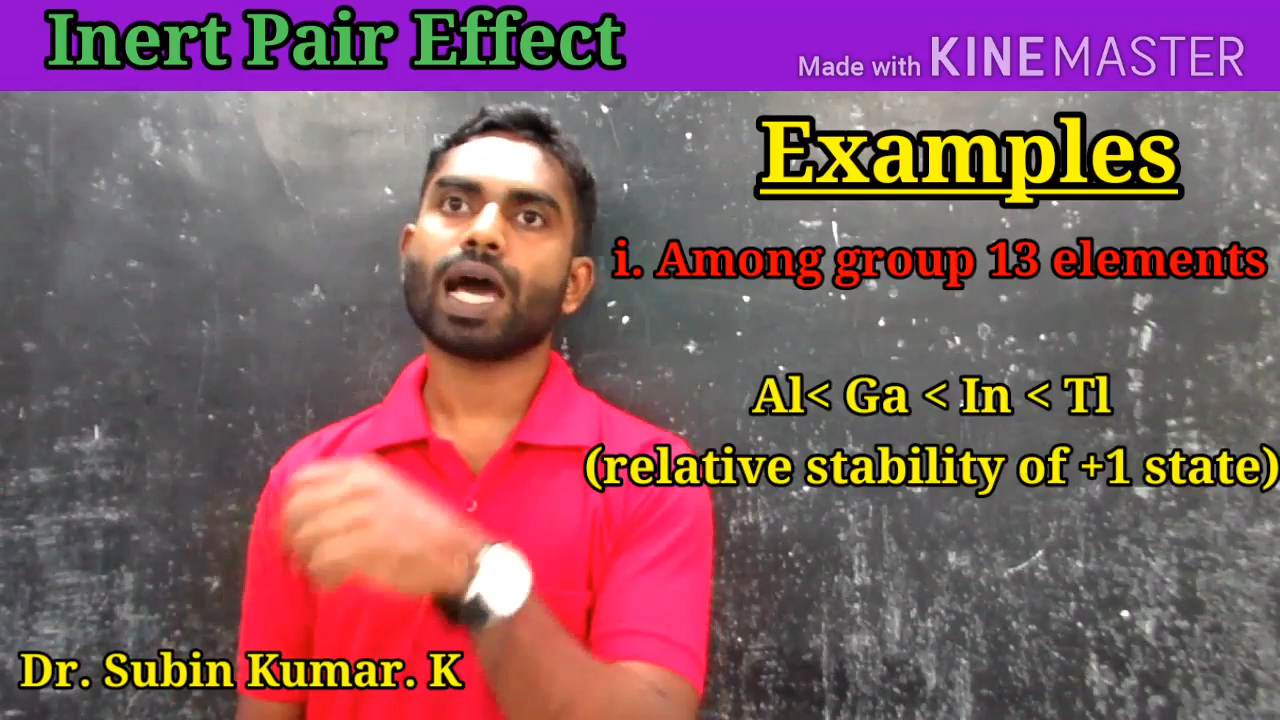 Inert Pair Effect
Made with KINEMASTER
Examples
i. Among group 13 elements
Al< Ga < In < Tl
(relative stability of +1 state)
Dr. Subin Kumar. K